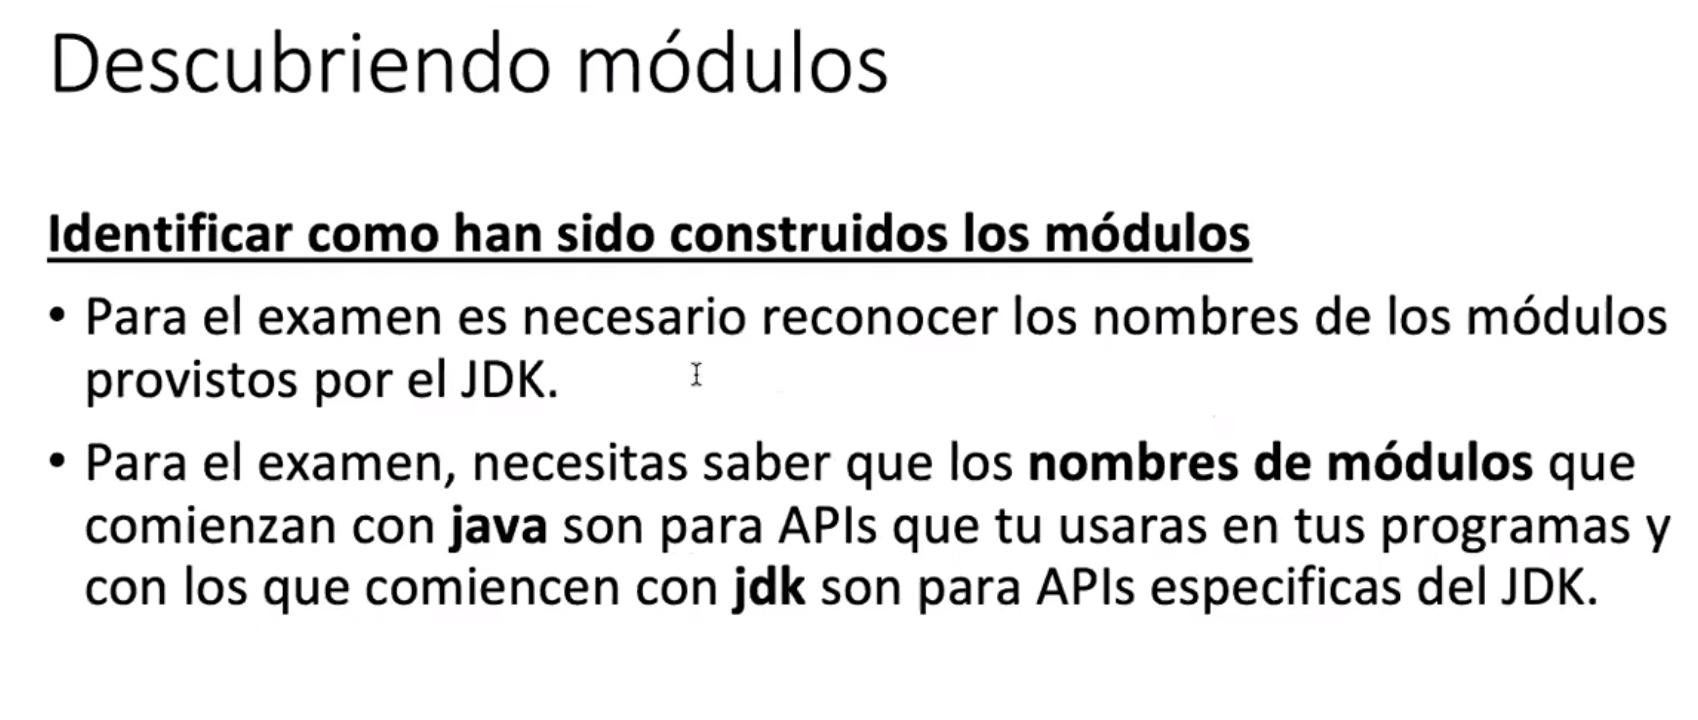 Descubriendo módulos
Identificar como han sido construidos los módulos
• Para el examen es necesario reconocer los nombres de los módulos
provistos por el JDK.
• Para el examen, necesitas saber que los nombres de módulos que
comienzan con java son para APIs que tu usaras en tus programas y
con los que comiencen con jdk son para APIs especificas del JDK.